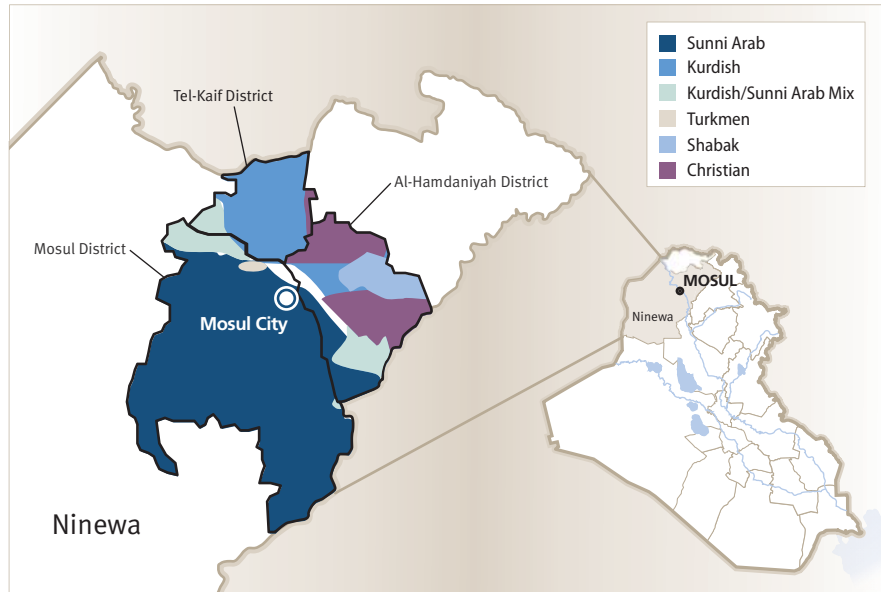 Sunni Arab
Kurdish
Kurdish/Sunni Arab Mix
Turkmen
Shabak
Christian
Tel-Kaif District
Al-Hamdaniyah District
Mosul District
Mosul City
Ninewa
MOSUL
Ninewa